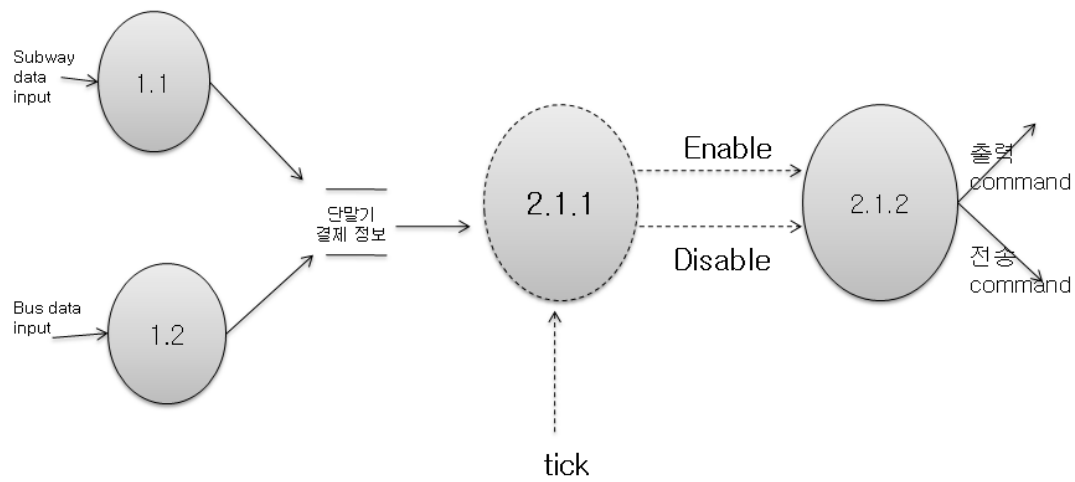 Subway
data
input
1.1
Bus data
input
1.2
단말기
결제 정보
2.1.1
tick
Enable
Disable
2.1.2
출력
command
전송
command